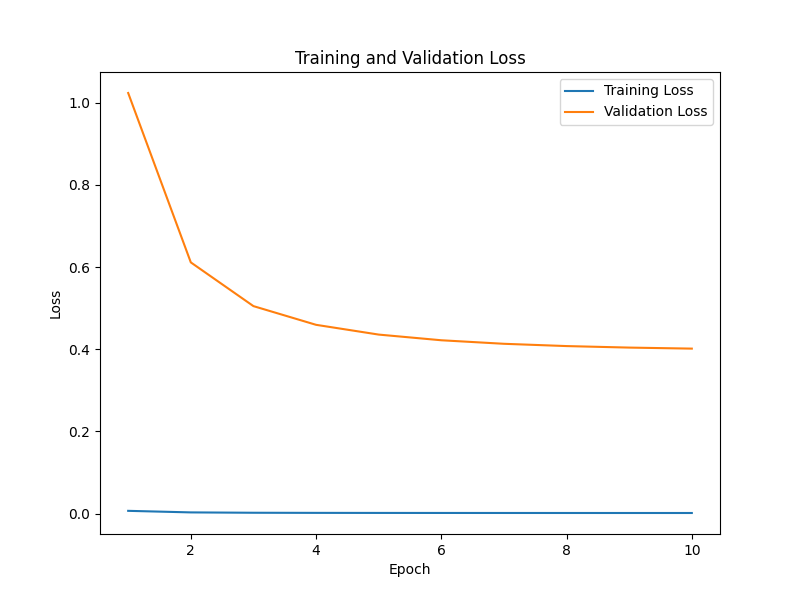 Training and Validation Loss
Training Loss
Validation Loss
1.0
0.8
0.6
0.4
0.2
0.0
Loss
2 4 6 8 10
Epoch